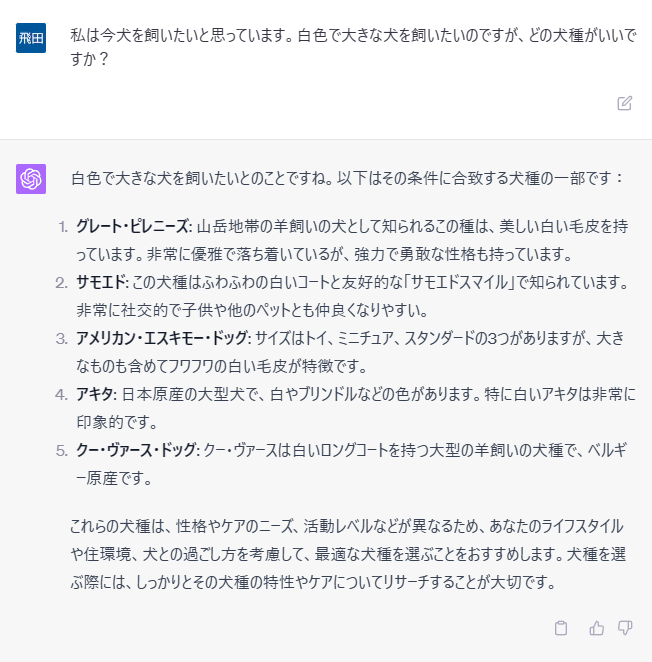 飛田
私は今犬を飼いたいと思っています。白色で大きな犬を飼いたいのですが、どの犬種がいいで
すか？
白色で大きな犬を飼いたいとのことですね。以下はその条件に合致する犬種の一部です：
1. グレート・ピレニーズ: 山岳地帯の羊飼いの犬として知られるこの種は、美しい白い毛皮を持
っています。非常に優雅で落ち着いているが、強力で勇敢な性格も持っています。
2. サモエド: この犬種はふわふわの白いコートと友好的な「サモエドスマイル」で知られています。
非常に社交的で子供や他のペットとも仲良くなりやすい。
3. アメリカン・エスキモー・ドッグ: サイズはトイ、ミニチュア、スタンダードの3つがありますが、大き
なものも含めてフワフワの白い毛皮が特徴です。
4. アキタ: 日本原産の大型犬で、白やブリンドルなどの色があります。特に白いアキタは非常に
印象的です。
5. クー・ヴァース・ドッグ: クー・ヴァースは白いロングコートを持つ大型の羊飼いの犬種で、ベルギ
ー原産です。
これらの犬種は、性格やケアのニーズ、活動レベルなどが異なるため、あなたのライフスタイル
や住環境、犬との過ごし方を考慮して、最適な犬種を選ぶことをおすすめします。犬種を選
ぶ際には、しっかりとその犬種の特性やケアについてリサーチすることが大切です。